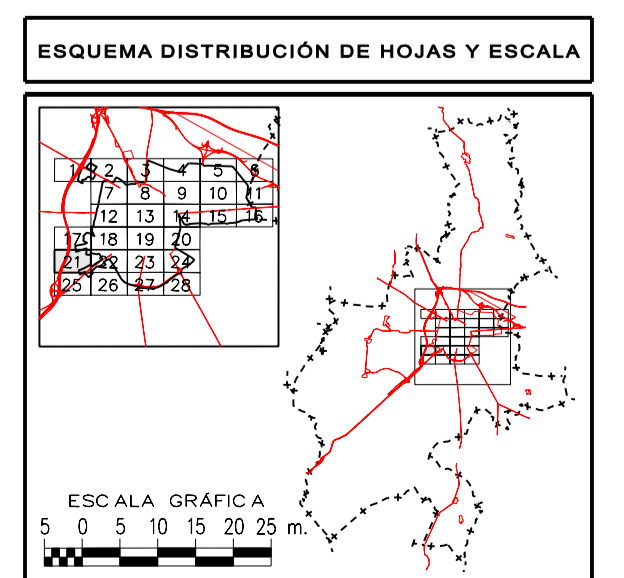 ESQUEMA DISTRIBUCIÓN DE HOJAS Y ESCALA
1 2 3 4 5 6
7 8 9 10 11
12 13 14 15 16
17 18 19 20
21 22 23 24
25 26 27 28
ESCALA GRÁFICA
5 0 5 10 15 20 25 m.